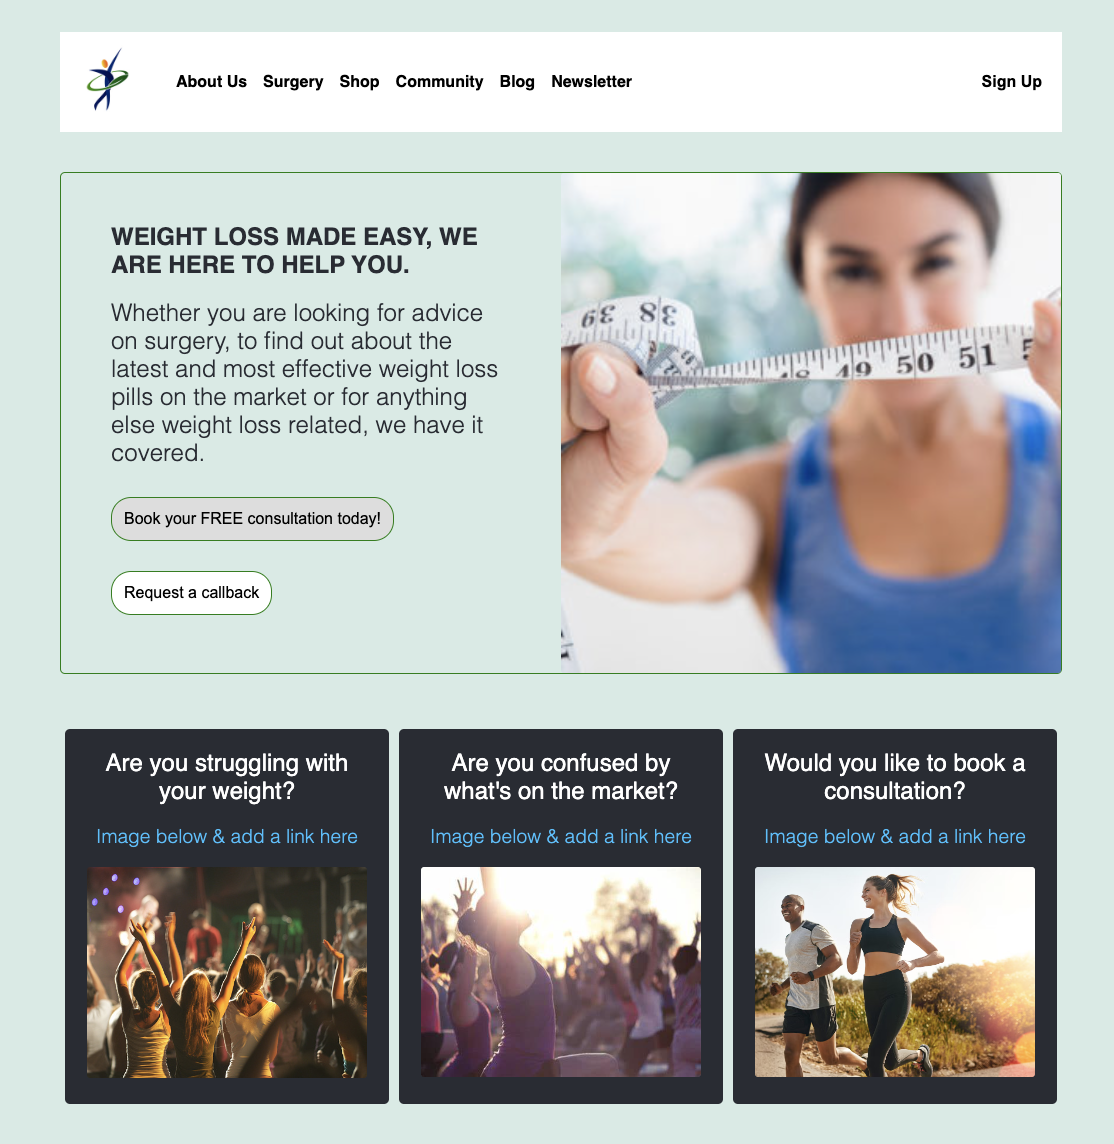 About Us Surgery Shop Community Blog Newsletter Sign Up
WEIGHT LOSS MADE EASY, WE
ARE HERE TO HELP YOU.
Whether you are looking for advice
on surgery, to find out about the
latest and most effective weight loss
pills on the market or for anything
else weight loss related, we have it
covered.
Book your FREE consultation today!
Request a callback
39 38
48 49 50 51
Are you struggling with
your weight?
Image below & add a link here
Are you confused by
what's on the market?
Image below & add a link here
Would you like to book a
consultation?
Image below & add a link here